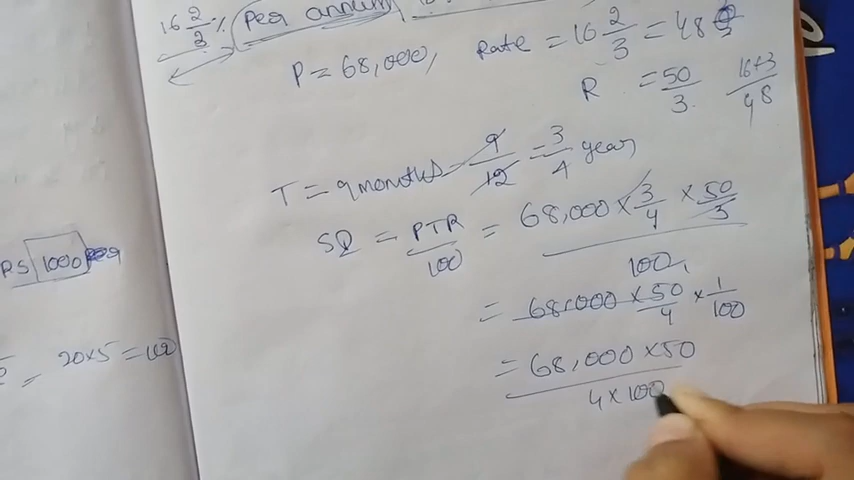 16 2/3 % Per annum
P = 68,000, Rate = 16 2/3 = 48
R = 50/3 16+3/48
T = 9 months = 9/12 = 3/4 year
SI = PTR/100 = 68,000 × 3/4 × 50/3 / 100
= 68,000 × 50/4 × 1/100
= 68,000 × 50 / 4 × 100
RS 1000
= 20×5 = 100